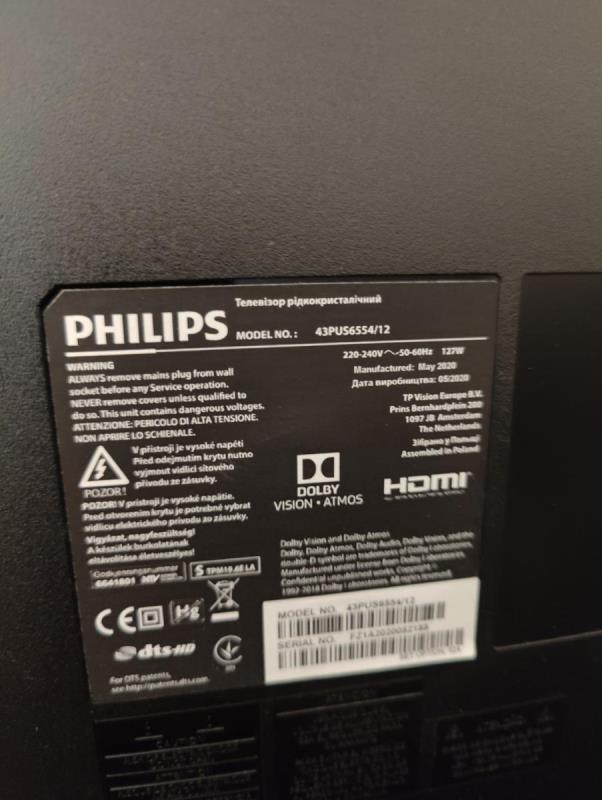 Телевізор рідкокристалічний
PHILIPS
MODEL NO.: 43PUS6554/12
220-240V ~ 50-60Hz 127W
Manufactured: May 2020
Дата виробництва: 05/2020
WARNING
ALWAYS remove mains plug from wall
socket before any Service operation.
NEVER remove covers unless qualified to
do so. This unit contains dangerous voltages.
ATTENZIONE: PERICOLO DI ALTA TENSIONE.
NON APRIRE LO SCHIENALE.
TP Vision Europe B.V.
Prins Bernhardplein 200
1097 JB Amsterdam
The Netherlands
Зібрано у Польщі
Assembled in Poland
V přístroji je vysoké napětí
Před odejmutím krytu nutno
vyjmout vidlici síťového
přívodu ze zásuvky.
POZOR!
POZOR! V prístroji je vysoké napätie.
Pred otvorením krytu je potrebné vybrat
vidlicu elektrického prívodu zo zásuvky.
Vigyázat, nagyfeszültség!
A készülék burkolatának
eltávolítása életveszélyes!
DOLBY
VISION • ATMOS
HDMI
Dolby Vision and Dolby Atmos
Dolby, Dolby Atmos, Dolby Audio, Dolby Vision and the
double-D symbol are trademarks of Dolby Laboratories.
Manufactured under license from Dolby Laboratories.
Confidential unpublished works. Copyright ©
1992-2018 Dolby Laboratories. All rights reserved.
Godkjenningsnummer
6641801
S TPM19.6E LA
CE
Hg
dts-HD
For DTS patents,
see http://patents.dts.com.
MODEL NO. 43PUS6554/12
SERIAL NO.